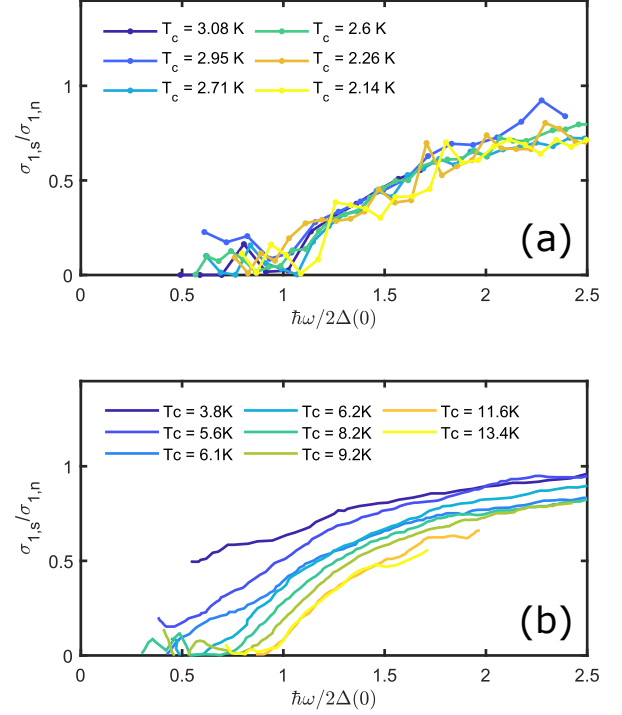 T_c = 3.08 K
T_c = 2.6 K
T_c = 2.95 K
T_c = 2.26 K
T_c = 2.71 K
T_c = 2.14 K
σ_{1,s}/σ_{1,n}
1
0.5
0
(a)
0 0.5 1 1.5 2 2.5
ℏω/2Δ(0)
Tc = 3.8K Tc = 6.2K Tc = 11.6K
Tc = 5.6K Tc = 8.2K Tc = 13.4K
Tc = 6.1K Tc = 9.2K
σ_{1,s}/σ_{1,n}
1
0.5
0
(b)
0 0.5 1 1.5 2 2.5
ℏω/2Δ(0)